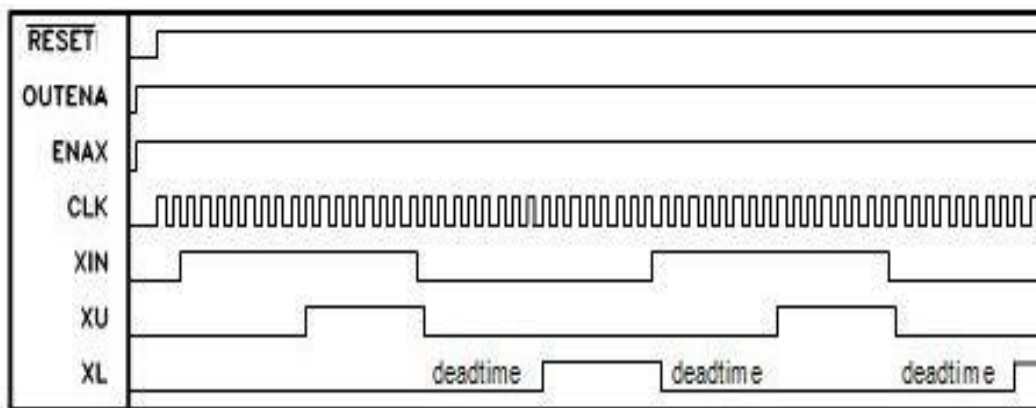 RESET
OUTENA
ENAX
CLK
XIN
XU
XL deadtime deadtime deadtime